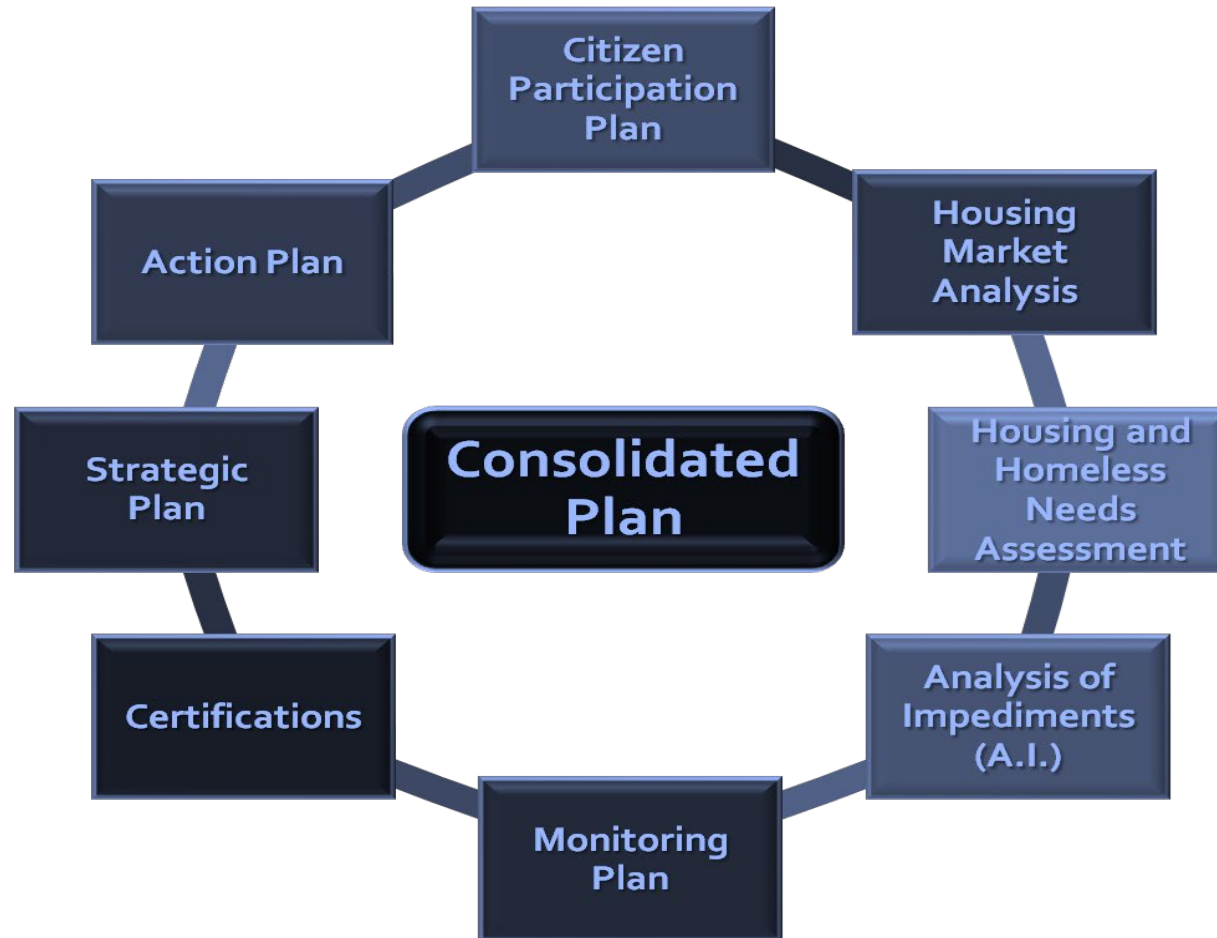 Citizen
Participation
Plan
Housing
Market
Analysis
Housing and
Homeless
Needs
Assessment
Analysis of
Impediments
(A.I.)
Monitoring
Plan
Certifications
Strategic
Plan
Action Plan
Consolidated
Plan